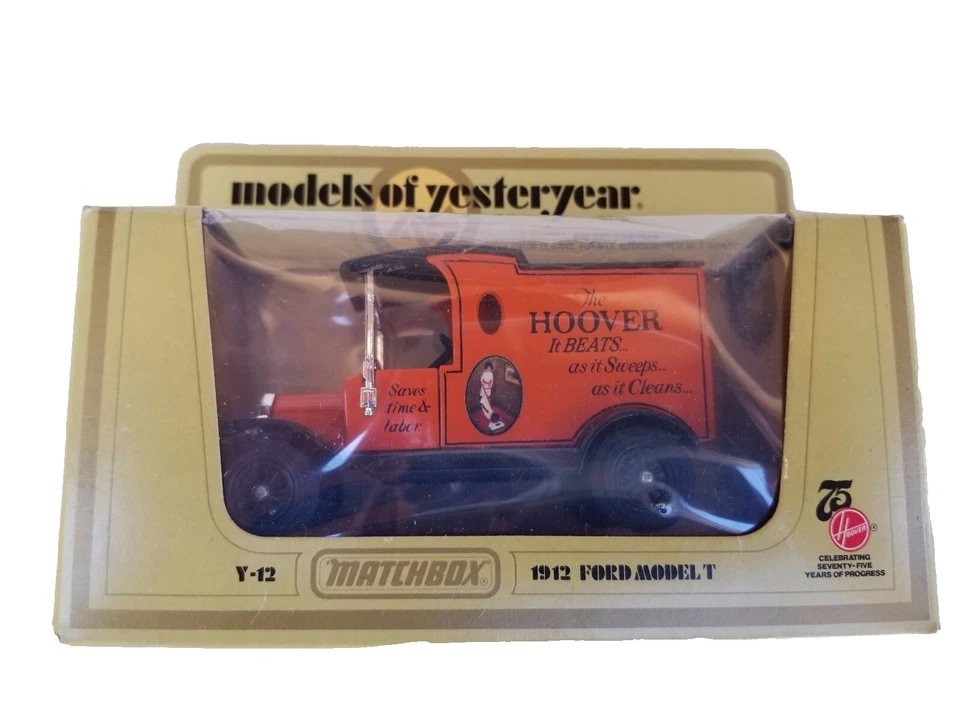 models of yesteryear®
The
HOOVER
It BEATS...
as it Sweeps...
as it Cleans...
Saves
time &
labor.
75
Hoover®
CELEBRATING
SEVENTY-FIVE
YEARS OF PROGRESS
Y-12
MATCHBOX®
1912 FORD MODEL T